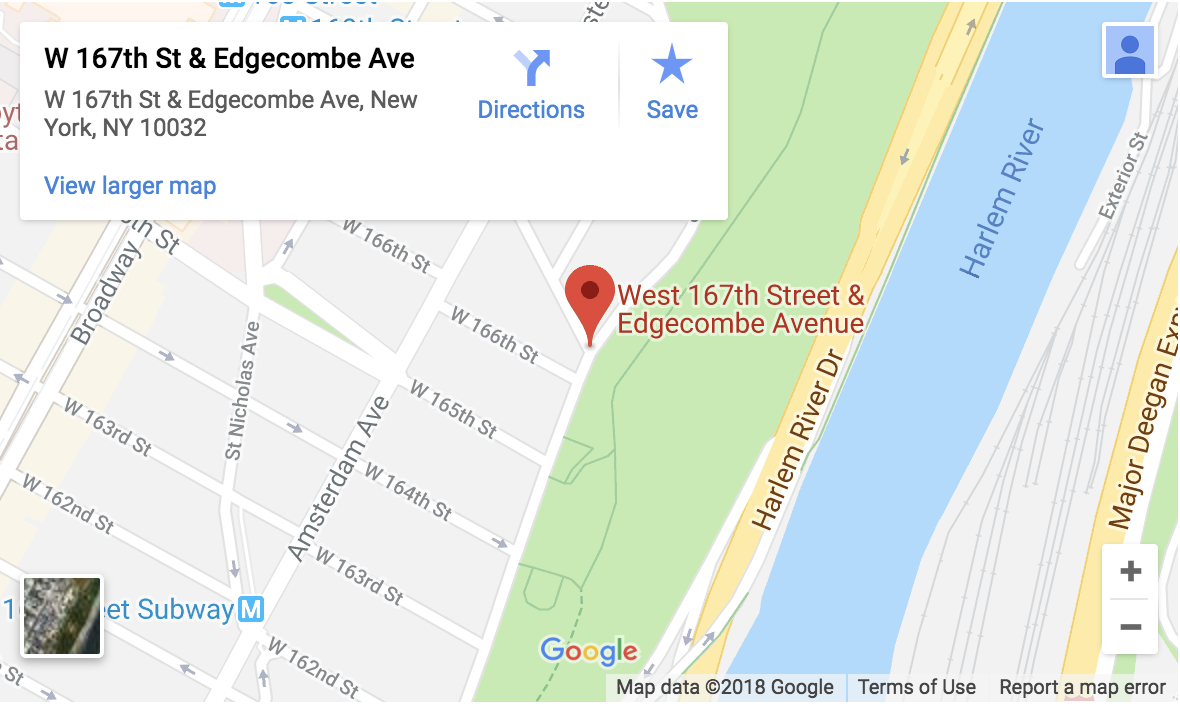 W 167th St & Edgecombe Ave
W 167th St & Edgecombe Ave, New
York, NY 10032
View larger map
Directions
Save
W 166th St
Broadway
West 167th Street &
Edgecombe Avenue
W 166th St
St Nicholas Ave
W 165th St
Amsterdam Ave
W 163rd St
W 164th St
W 162nd St
W 163rd St
Subway
M
W 162nd St
St
Harlem River
Exterior St
Harlem River Dr
Major Deegan
Google
Map data ©2018 Google
Terms of Use
Report a map error